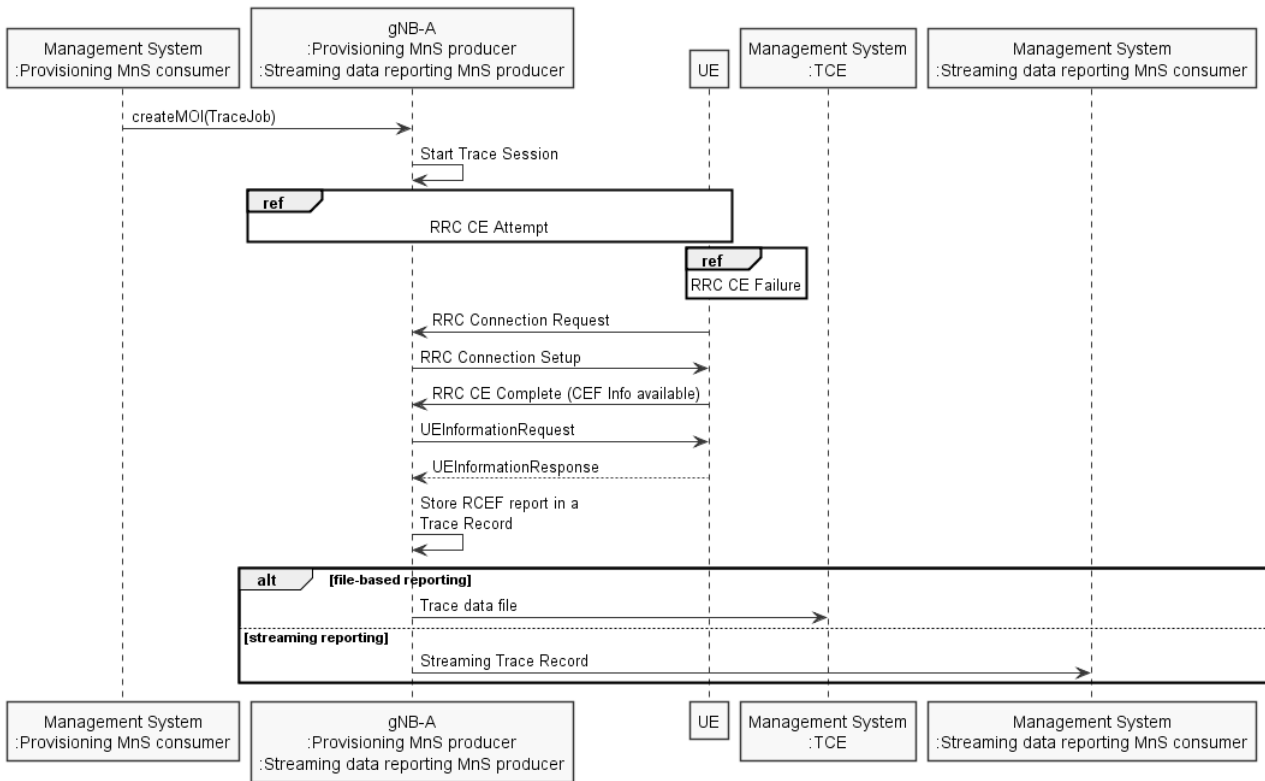 Management System
:Provisioning MnS consumer
gNB-A
:Provisioning MnS producer
:Streaming data reporting MnS producer
UE
Management System
:TCE
Management System
:Streaming data reporting MnS consumer
createMOI(TraceJob)
Start Trace Session
ref
RRC CE Attempt
ref
RRC CE Failure
RRC Connection Request
RRC Connection Setup
RRC CE Complete (CEF Info available)
UEInformationRequest
UEInformationResponse
Store RCEF report in a
Trace Record
alt [file-based reporting]
Trace data file
[streaming reporting]
Streaming Trace Record
Management System
:Provisioning MnS consumer
gNB-A
:Provisioning MnS producer
:Streaming data reporting MnS producer
UE
Management System
:TCE
Management System
:Streaming data reporting MnS consumer